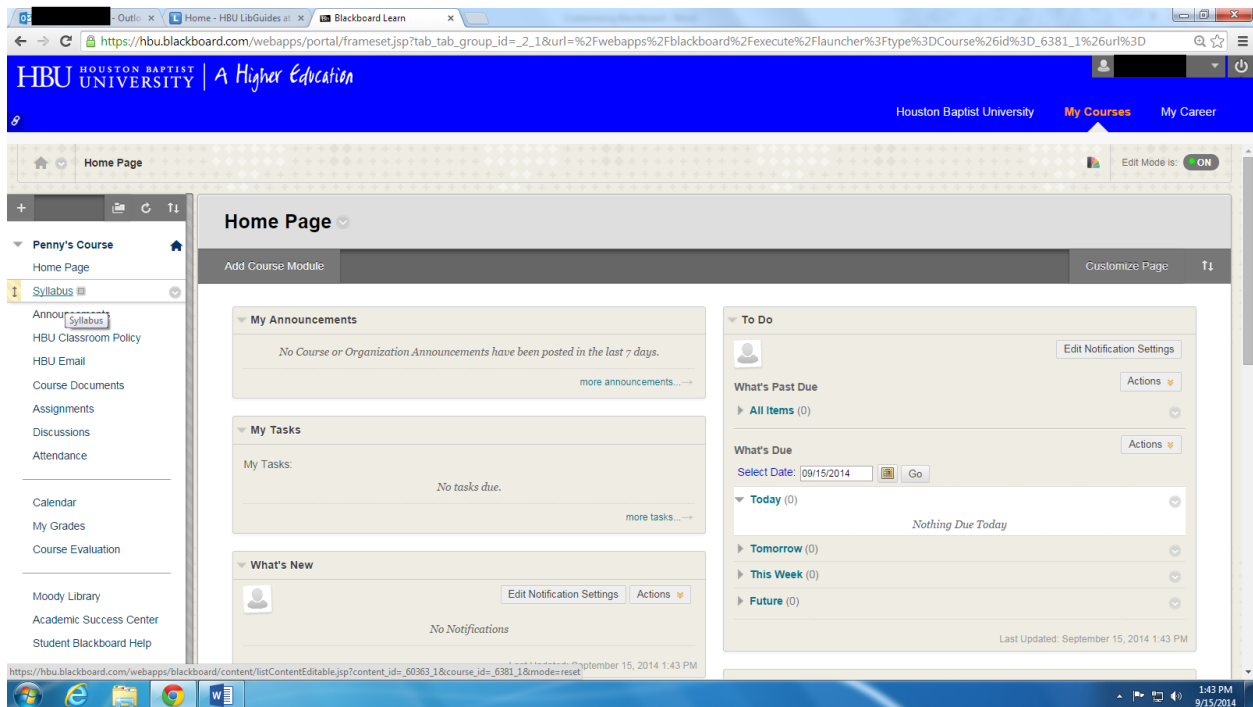 - Outlo
Home - HBU LibGuides at
Blackboard Learn
https://hbu.blackboard.com/webapps/portal/frameset.jsp?tab_tab_group_id=_2_1&url=%2Fwebapps%2Fblackboard%2Fexecute%2Flauncher%3Ftype%3DCourse%26id%3D_6381_1%26url%3D
HBU HOUSTON BAPTIST UNIVERSITY | A Higher Education
Houston Baptist University My Courses My Career
Home Page
Edit Mode is: ON
Penny's Course
Home Page
Syllabus
Announcements
Syllabus
HBU Classroom Policy
HBU Email
Course Documents
Assignments
Discussions
Attendance
Calendar
My Grades
Course Evaluation
Moody Library
Academic Success Center
Student Blackboard Help
Home Page
Add Course Module
Customize Page
My Announcements
No Course or Organization Announcements have been posted in the last 7 days.
more announcements...→
My Tasks
My Tasks:
No tasks due.
more tasks...→
What's New
Edit Notification Settings Actions
No Notifications
September 15, 2014 1:43 PM
To Do
Edit Notification Settings
What's Past Due
Actions
All Items (0)
What's Due
Actions
Select Date: 09/15/2014 Go
Today (0)
Nothing Due Today
Tomorrow (0)
This Week (0)
Future (0)
Last Updated: September 15, 2014 1:43 PM
https://hbu.blackboard.com/webapps/blackboard/content/listContentEditable.jsp?content_id=_60363_1&course_id=_6381_1&mode=reset
1:43 PM
9/15/2014